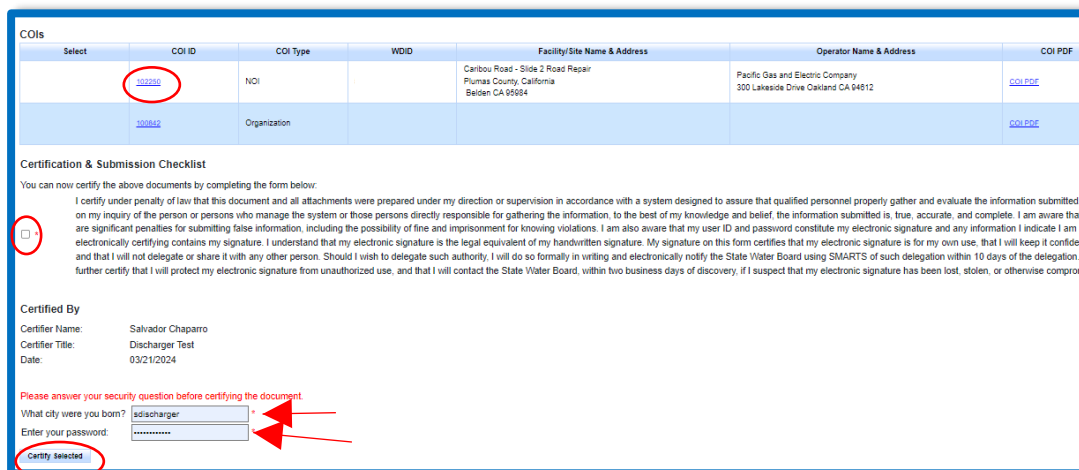 COIs
Select COI ID COI Type WDID Facility/Site Name & Address Operator Name & Address COI PDF
102250 NOI Caribou Road - Slide 2 Road Repair
Plumas County, California
Belden CA 95984 Pacific Gas and Electric Company
300 Lakeside Drive Oakland CA 94612 COI PDF
100842 Organization COI PDF
Certification & Submission Checklist
You can now certify the above documents by completing the form below:
I certify under penalty of law that this document and all attachments were prepared under my direction or supervision in accordance with a system designed to assure that qualified personnel properly gather and evaluate the information submitted
on my inquiry of the person or persons who manage the system or those persons directly responsible for gathering the information, to the best of my knowledge and belief, the information submitted is, true, accurate, and complete. I am aware tha
are significant penalties for submitting false information, including the possibility of fine and imprisonment for knowing violations. I am also aware that my user ID and password constitute my electronic signature and any information I indicate I am
* electronically certifying contains my signature. I understand that my electronic signature is the legal equivalent of my handwritten signature. My signature on this form certifies that my electronic signature is for my own use, that I will keep it confide
and that I will not delegate or share it with any other person. Should I wish to delegate such authority, I will do so formally in writing and electronically notify the State Water Board using SMARTS of such delegation within 10 days of the delegation.
further certify that I will protect my electronic signature from unauthorized use, and that I will contact the State Water Board, within two business days of discovery, if I suspect that my electronic signature has been lost, stolen, or otherwise compro
Certified By
Certifier Name: Salvador Chaparro
Certifier Title: Discharger Test
Date: 03/21/2024
Please answer your security question before certifying the document.
What city were you born? sdischarger *
Enter your password: •••••••••••• *
Certify Selected